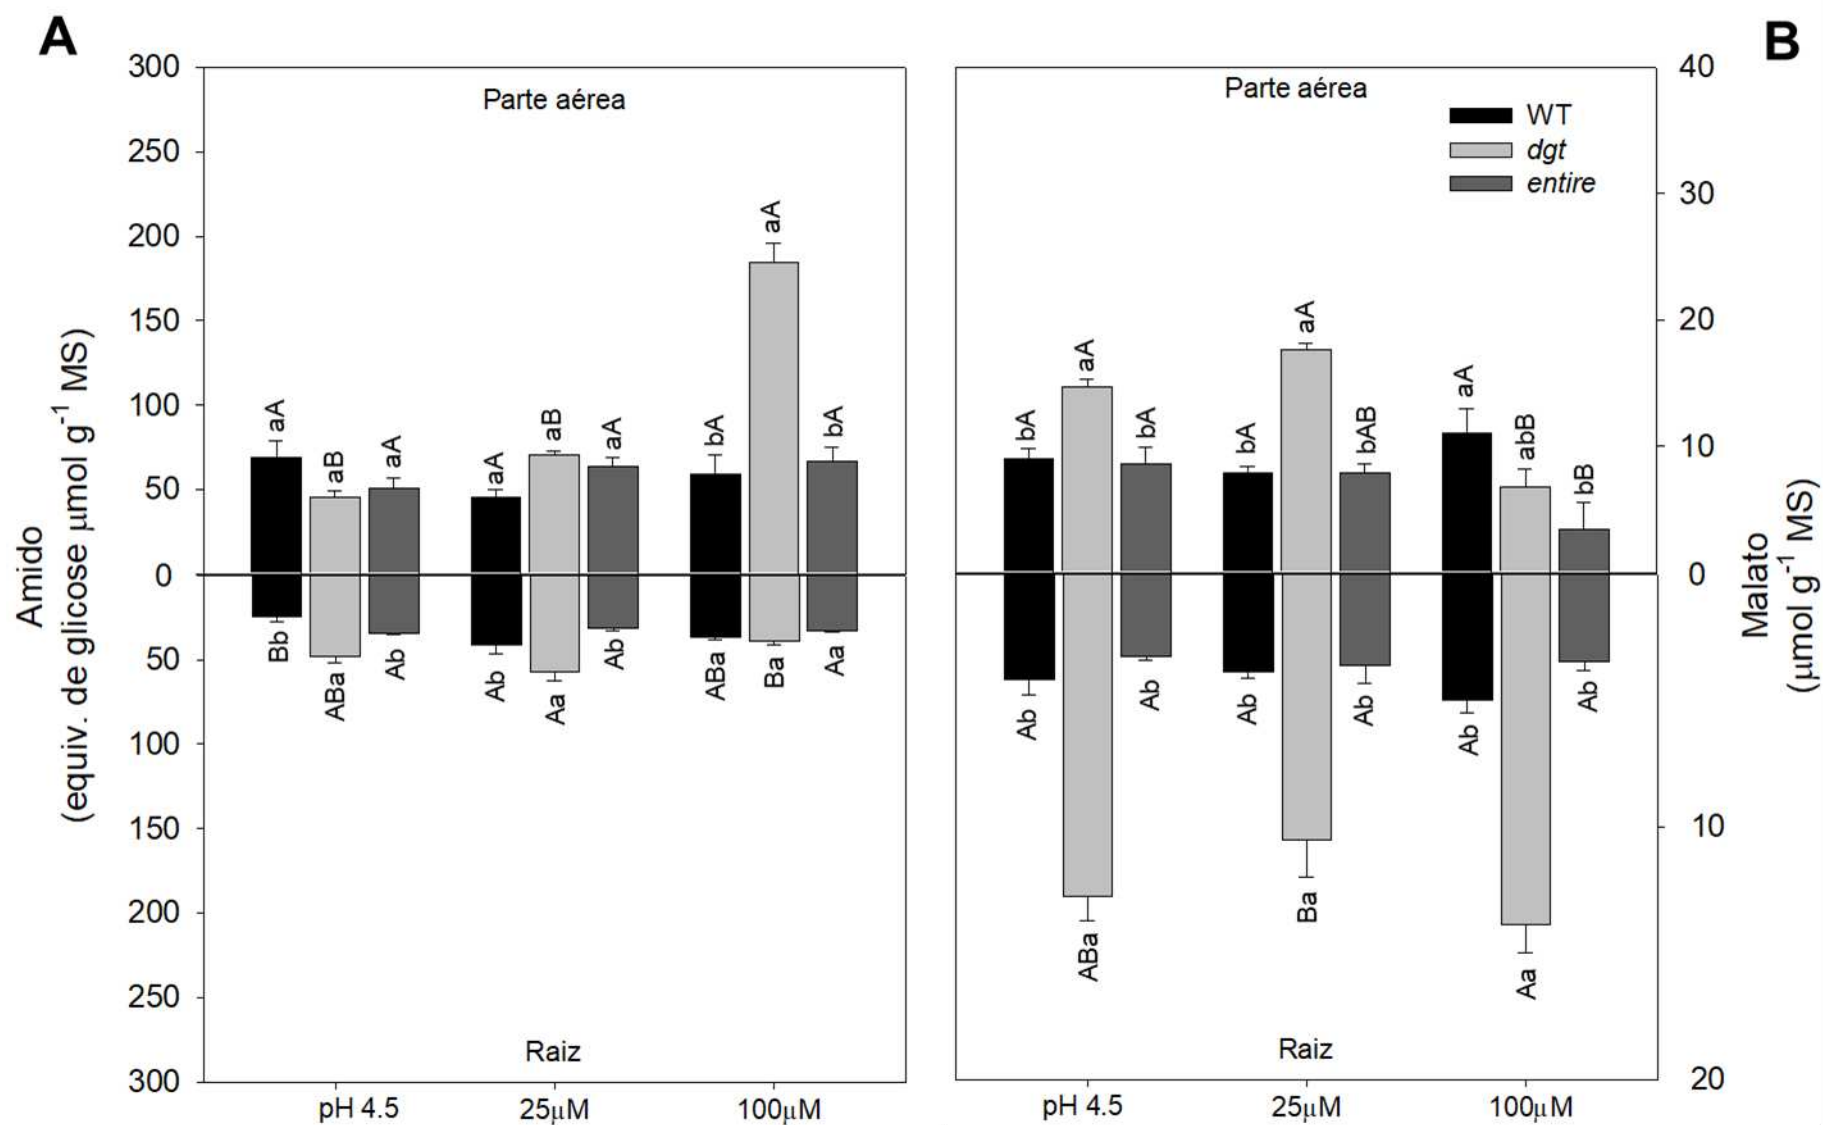 A
B
Amido
(equiv. de glicose µmol g⁻¹ MS)
300
250
200
150
100
50
0
50
100
150
200
250
300
Parte aérea
aA
aB
aA
aA
aB
aA
bA
aA
bA
Bb
ABa
Ab
Ab
Aa
Ab
ABa
Ba
Aa
Raiz
pH 4.5
25µM
100µM
Parte aérea
WT
dgt
entire
bA
aA
bA
bA
aA
bAB
aA
abB
bB
Ab
ABa
Ab
Ab
Ba
Ab
Ab
Aa
Ab
Raiz
pH 4.5
25µM
100µM
40
30
20
10
0
10
20
Malato
(µmol g⁻¹ MS)